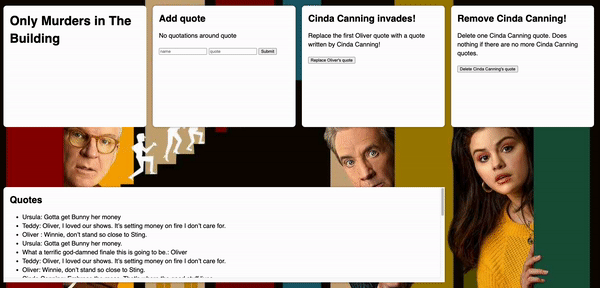 Only Murders in The
Building
Add quote
No quotations around quote
name
quote
Submit
Cinda Canning invades!
Replace the first Oliver quote with a quote
written by Cinda Canning!
Replace Oliver's quote
Remove Cinda Canning!
Delete one Cinda Canning quote. Does
nothing if there are no more Cinda Canning
quotes.
Delete Cinda Canning's quote
Quotes
Ursula: Gotta get Bunny her money
Teddy: Oliver, I loved our shows. It's setting money on fire I don't care for.
Oliver : Winnie, don't stand so close to Sting.
Ursula: Gotta get Bunny her money.
What a terrific god-damned finale this is going to be.: Oliver
Teddy: Oliver, I loved our shows. It's setting money on fire I don't care for.
Oliver: Winnie, don't stand so close to Sting.